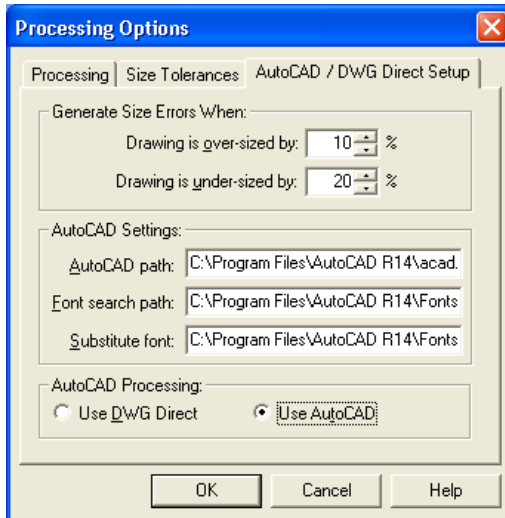 Processing Options
Processing Size Tolerances AutoCAD / DWG Direct Setup
Generate Size Errors When:
Drawing is over-sized by: 10 %
Drawing is under-sized by: 20 %
AutoCAD Settings:
AutoCAD path: C:\Program Files\AutoCAD R14\acad.
Font search path: C:\Program Files\AutoCAD R14\Fonts
Substitute font: C:\Program Files\AutoCAD R14\Fonts
AutoCAD Processing:
Use DWG Direct Use AutoCAD
OK Cancel Help